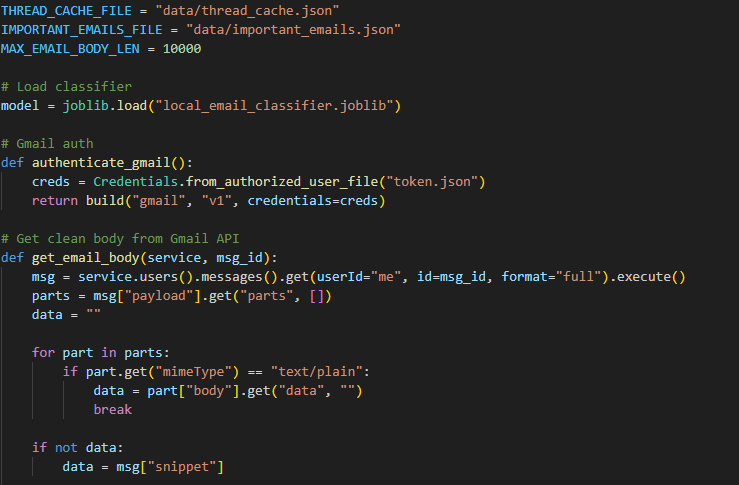 THREAD_CACHE_FILE = "data/thread_cache.json"
IMPORTANT_EMAILS_FILE = "data/important_emails.json"
MAX_EMAIL_BODY_LEN = 10000

# Load classifier
model = joblib.load("local_email_classifier.joblib")

# Gmail auth
def authenticate_gmail():
    creds = Credentials.from_authorized_user_file("token.json")
    return build("gmail", "v1", credentials=creds)

# Get clean body from Gmail API
def get_email_body(service, msg_id):
    msg = service.users().messages().get(userId="me", id=msg_id, format="full").execute()
    parts = msg["payload"].get("parts", [])
    data = ""

    for part in parts:
        if part.get("mimeType") == "text/plain":
            data = part["body"].get("data", "")
            break

    if not data:
        data = msg["snippet"]